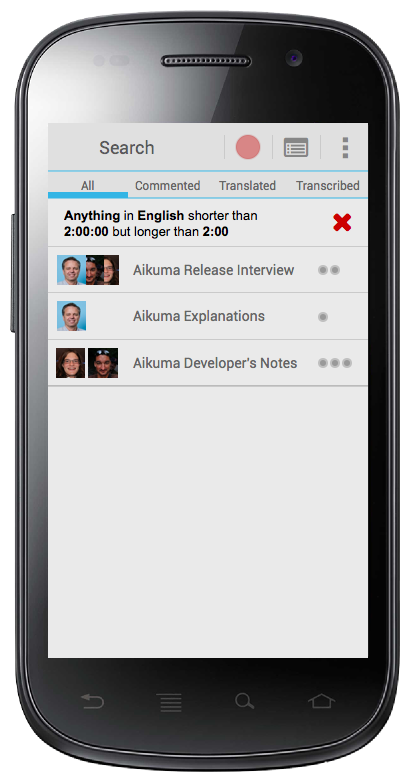 Search
All Commented Translated Transcribed
Anything in English shorter than
2:00:00 but longer than 2:00
Aikuma Release Interview
Aikuma Explanations
Aikuma Developer's Notes